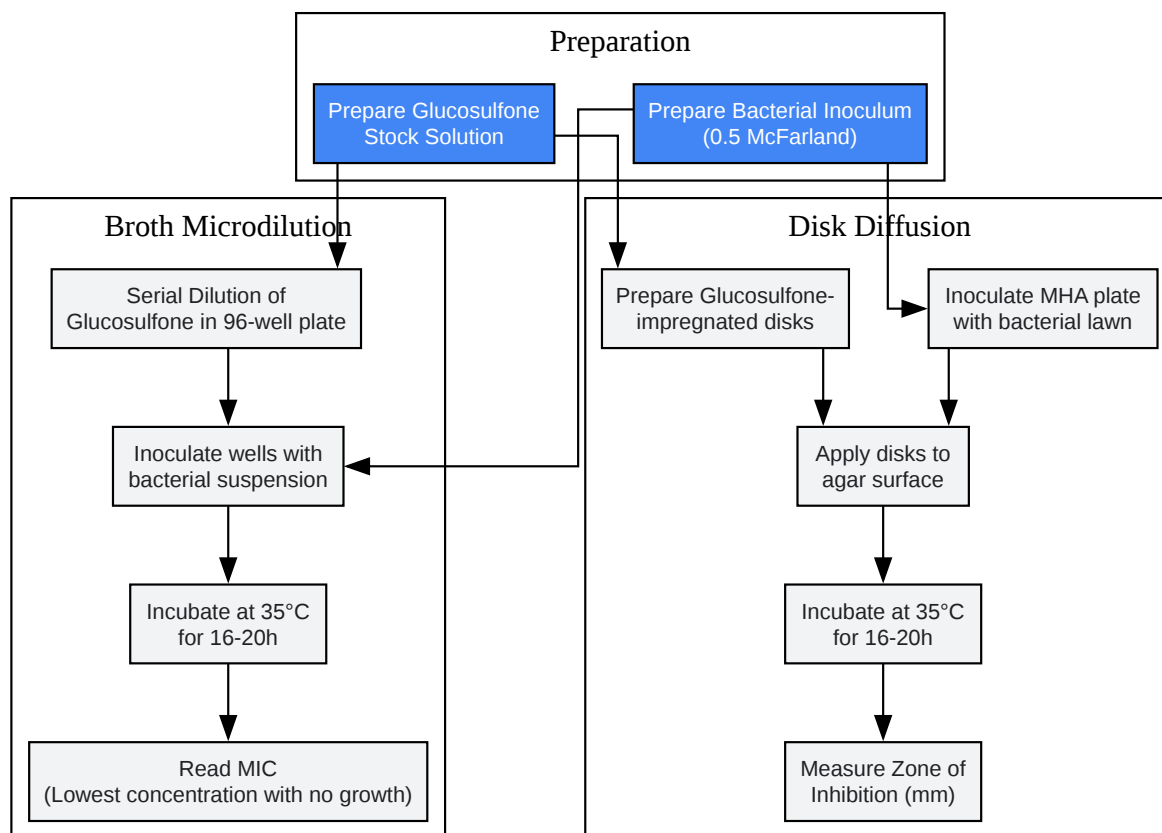 Preparation
Prepare Glucosulfone
Stock Solution
Prepare Bacterial Inoculum
(0.5 McFarland)
Broth Microdilution
Serial Dilution of
Glucosulfone in 96-well plate
Inoculate wells with
bacterial suspension
Incubate at 35°C
for 16-20h
Read MIC
(Lowest concentration with no growth)
Disk Diffusion
Prepare Glucosulfone-
impregnated disks
Inoculate MHA plate
with bacterial lawn
Apply disks to
agar surface
Incubate at 35°C
for 16-20h
Measure Zone of
Inhibition (mm)